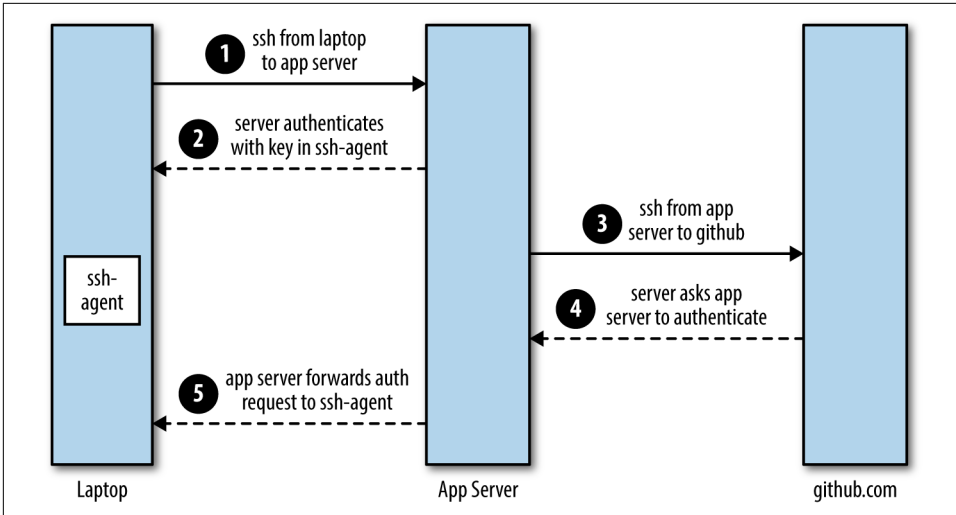 1
ssh from laptop
to app server
2
server authenticates
with key in ssh-agent
3
ssh from app
server to github
ssh-
agent
4
server asks app
server to authenticate
5
app server forwards auth
request to ssh-agent
Laptop
App Server
github.com